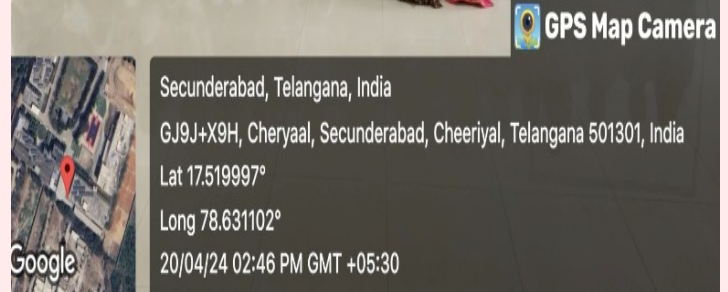 GPS Map Camera
Secunderabad, Telangana, India
GJ9J+X9H, Cheryaal, Secunderabad, Cheeriyal, Telangana 501301, India
Lat 17.519997°
Long 78.631102°
20/04/24 02:46 PM GMT +05:30
Google